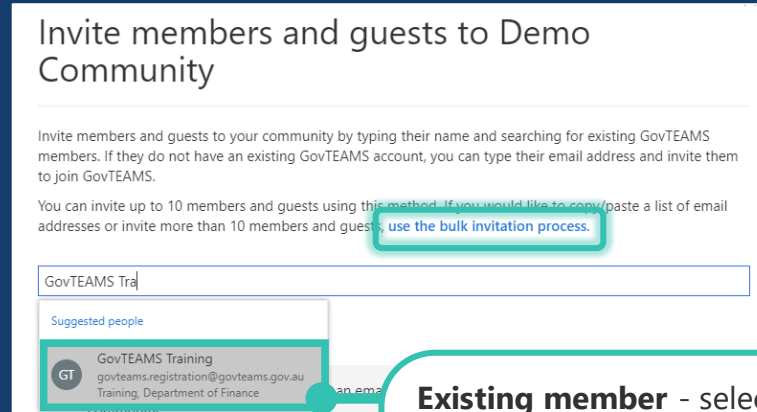 Invite members and guests to Demo
Community
Invite members and guests to your community by typing their name and searching for existing GovTEAMS
members. If they do not have an existing GovTEAMS account, you can type their email address and invite them
to join GovTEAMS.
You can invite up to 10 members and guests using this method. If you would like to copy/paste a list of email
addresses or invite more than 10 members and guests, use the bulk invitation process.
GovTEAMS Tra
Suggested people
GT
GovTEAMS Training
govteams.registration@govteams.gov.au
Training, Department of Finance
an ema
Existing member - selec